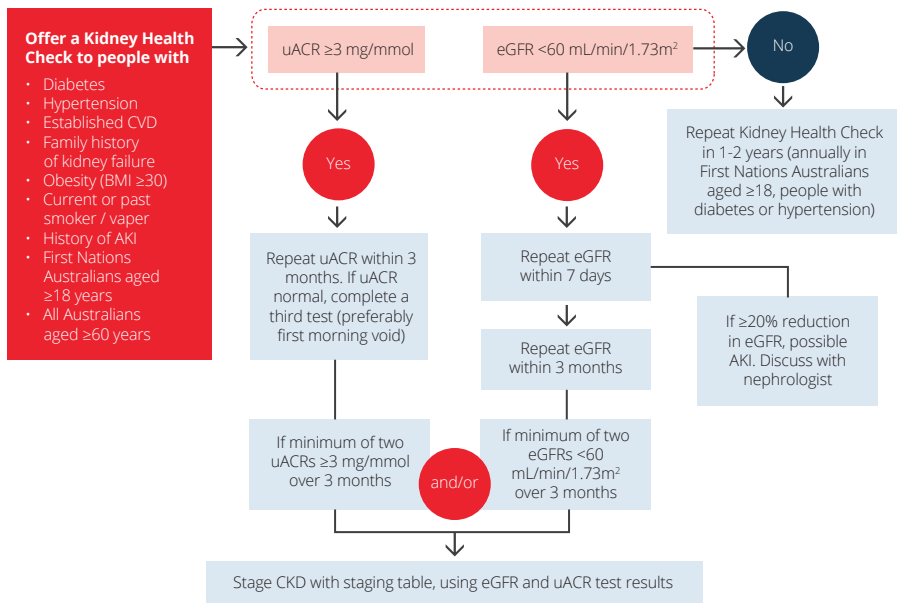 Offer a Kidney Health
Check to people with
• Diabetes
• Hypertension
• Established CVD
• Family history
of kidney failure
• Obesity (BMI ≥30)
• Current or past
smoker / vaper
• History of AKI
• First Nations
Australians aged
≥18 years
• All Australians
aged ≥60 years
uACR ≥3 mg/mmol
eGFR <60 mL/min/1.73m²
No
Yes
Yes
Repeat Kidney Health Check
in 1-2 years (annually in
First Nations Australians
aged ≥18, people with
diabetes or hypertension)
Repeat uACR within 3
months. If uACR
normal, complete a
third test (preferably
first morning void)
Repeat eGFR
within 7 days
If ≥20% reduction
in eGFR, possible
AKI. Discuss with
nephrologist
Repeat eGFR
within 3 months
If minimum of two
uACRs ≥3 mg/mmol
over 3 months
and/or
If minimum of two
eGFRs <60
mL/min/1.73m²
over 3 months
Stage CKD with staging table, using eGFR and uACR test results